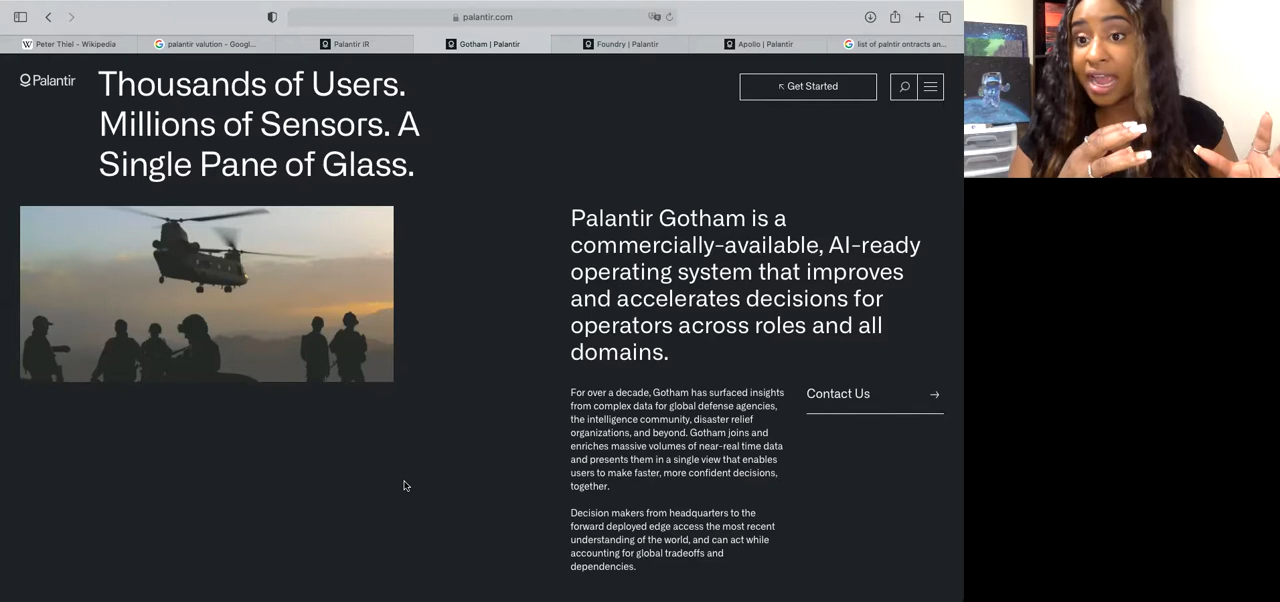 palantir.com
Peter Thiel - Wikipedia
palantir valution - Googl...
Palantir IR
Gotham | Palantir
Foundry | Palantir
Apollo | Palantir
list of palntir ontracts an...
Palantir
Thousands of Users.
Millions of Sensors. A
Single Pane of Glass.
Get Started
Palantir Gotham is a
commercially-available, AI-ready
operating system that improves
and accelerates decisions for
operators across roles and all
domains.
For over a decade, Gotham has surfaced insights
from complex data for global defense agencies,
the intelligence community, disaster relief
organizations, and beyond. Gotham joins and
enriches massive volumes of near-real time data
and presents them in a single view that enables
users to make faster, more confident decisions,
together.
Contact Us
Decision makers from headquarters to the
forward deployed edge access the most recent
understanding of the world, and can act while
accounting for global tradeoffs and
dependencies.